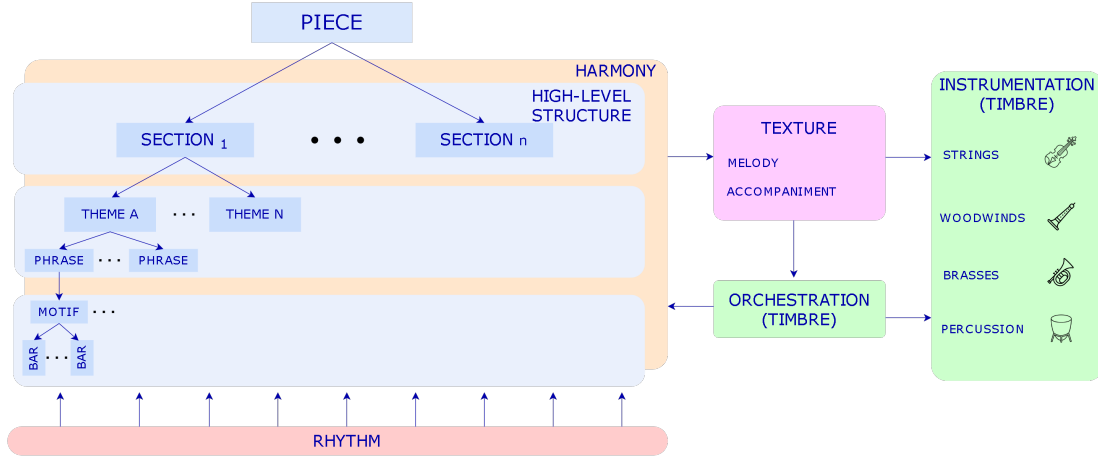 PIECE
HARMONY
HIGH-LEVEL
STRUCTURE
SECTION 1
• • •
SECTION n
THEME A
...
THEME N
PHRASE
...
PHRASE
MOTIF
...
BAR
...
BAR
RHYTHM
TEXTURE
MELODY
ACCOMPANIMENT
ORCHESTRATION
(TIMBRE)
INSTRUMENTATION
(TIMBRE)
STRINGS
WOODWINDS
BRASSES
PERCUSSION